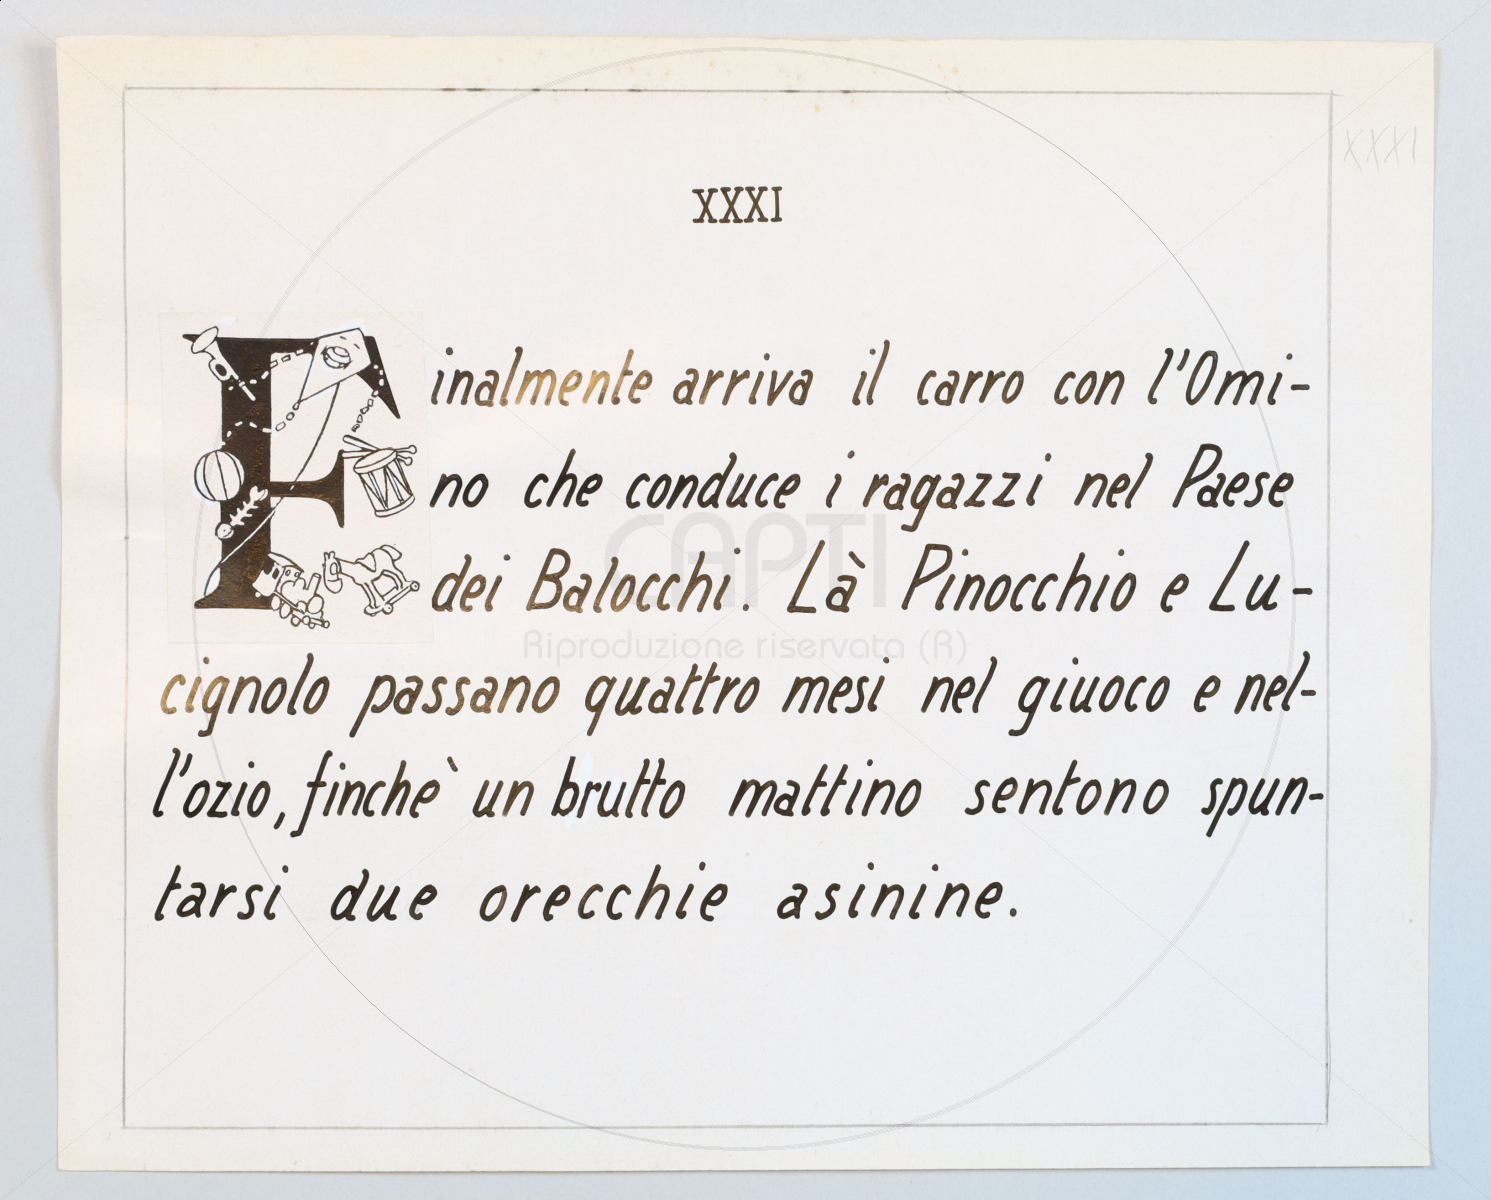 XXXI
XXXI
Finalmente arriva il carro con l'Omi-
no che conduce i ragazzi nel Paese
dei Balocchi. Là Pinocchio e Lu-
cignolo passano quattro mesi nel giuoco e nel-
l'ozio, finchè un brutto mattino sentono spun-
tarsi due orecchie asinine.
CAPTI
Riproduzione riservata (R)